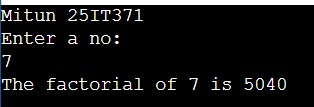 Mitun 25IT371
Enter a no:
7
The factorial of 7 is 5040